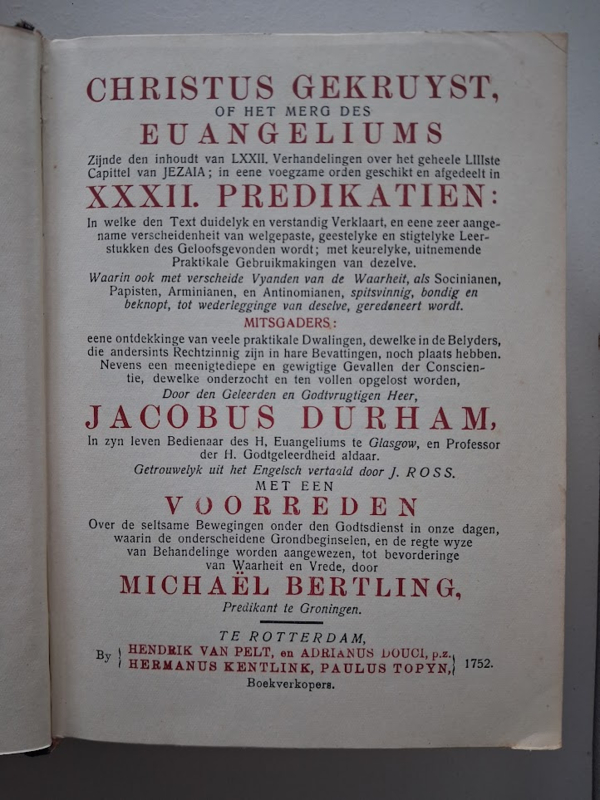 CHRISTUS GEKRUYST,
OF HET MERG DES
EUANGELIUMS
Zijnde den inhoudt van LXXII. Verhandelingen over het geheele LIIIste
Capittel van JEZAIA; in eene voegzame orden geschikt en afgedeelt in
XXXII. PREDIKATIEN:
In welke den Text duidelyk en verstandig Verklaart, en eene zeer aange-
name verscheidenheit van welgepaste, geestelyke en stigtelyke Leer-
stukken des Geloofsgevonden wordt; met keurelyke, uitnemende
Praktikale Gebruikmakingen van dezelve.
Waarin ook met verscheide Vyanden van de Waarheit, als Socinianen,
Papisten, Arminianen, en Antinomianen, spitsvinnig, bondig en
beknopt, tot wederlegginge van deselve, geredeneert wordt.
MITSGADERS:
eene ontdekkinge van veele praktikale Dwalingen, dewelke in de Belyders,
die andersints Rechtzinnig zijn in hare Bevattingen, noch plaats hebben.
Nevens een meenigtediepe en gewigtige Gevallen der Conscien-
tie, dewelke onderzocht en ten vollen opgelost worden,
Door den Geleerden en Godtvrugtigen Heer,
JACOBUS DURHAM,
In zyn leven Bedienaar des H, Euangeliums te Glasgow, en Professor
der H. Godtgeleerdheid aldaar.
Getrouwelyk uit het Engelsch vertaald door J. ROSS.
MET EEN
VOORREDEN
Over de seltsame Bewegingen onder den Godtsdienst in onze dagen,
waarin de onderscheidene Grondbeginselen, en de regte wyze
van Behandelinge worden aangewezen, tot bevorderinge
van Waarheit en Vrede, door
MICHAËL BERTLING,
Predikant te Groningen.
TE ROTTERDAM,
By { HENDRIK VAN PELT, en ADRIANUS DOUCI, p.z.,
HERMANUS KENTLINK, PAULUS TOPYN, } 1752.
Boekverkopers.